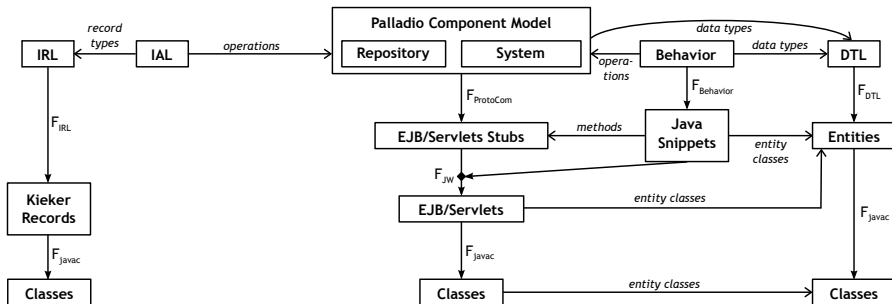 Palladio Component Model
Repository
System
data types
IRL
record
types
IAL
operations
opera-
tions
Behavior
data types
DTL
F_IRL
F_ProtoCom
F_Behavior
F_DTL
EJB/Servlets Stubs
methods
Java
Snippets
entity
classes
Entities
F_JW
Kieker
Records
EJB/Servlets
entity classes
F_javac
F_javac
F_javac
Classes
Classes
entity classes
Classes